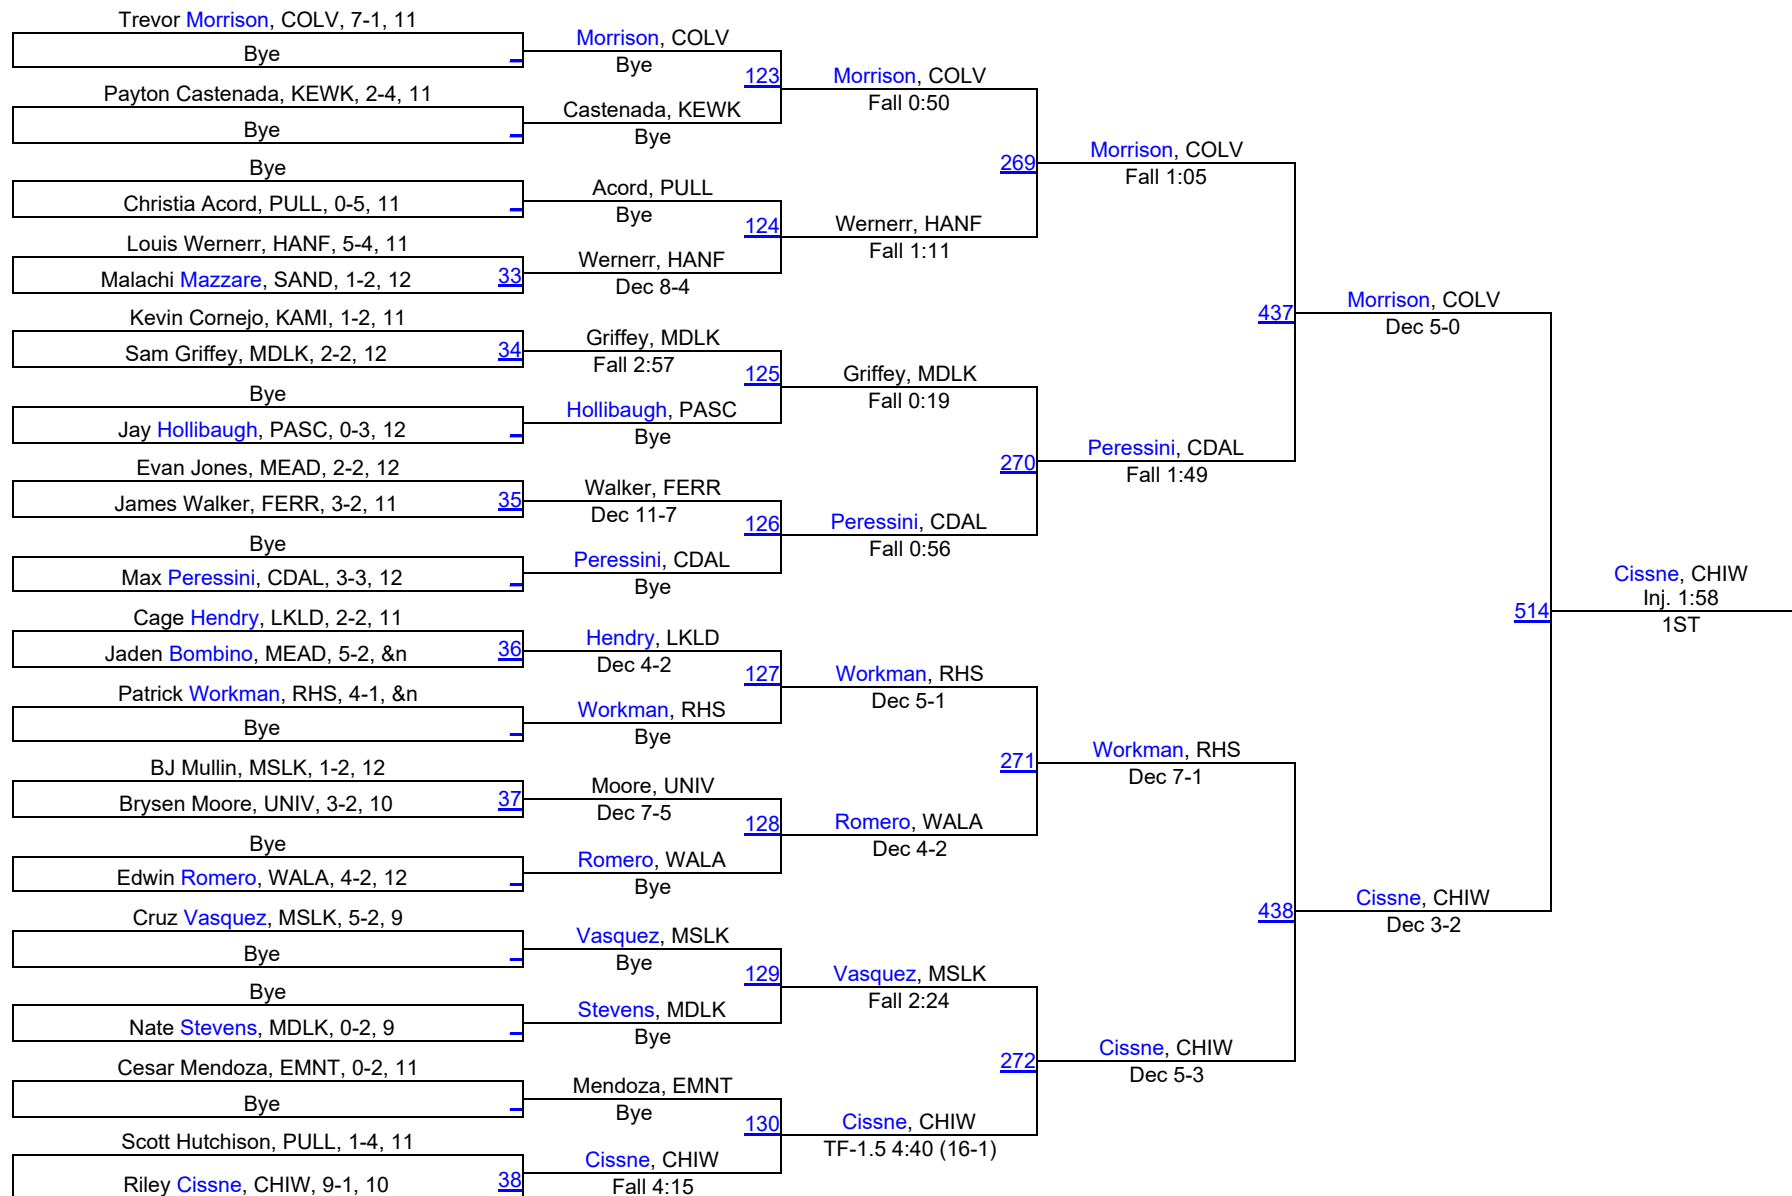 Trevor Morrison, COLV, 7-1, 11
Bye
Payton Castenada, KEWK, 2-4, 11
Bye
Bye
Christia Acord, PULL, 0-5, 11
Louis Wernerr, HANF, 5-4, 11
Malachi Mazzare, SAND, 1-2, 12 33
Kevin Cornejo, KAMI, 1-2, 11
Sam Griffey, MDLK, 2-2, 12 34
Bye
Jay Hollibaugh, PASC, 0-3, 12
Evan Jones, MEAD, 2-2, 12
James Walker, FERR, 3-2, 11 35
Bye
Max Peressini, CDAL, 3-3, 12
Cage Hendry, LKLD, 2-2, 11
Jaden Bombino, MEAD, 5-2, &n 36
Patrick Workman, RHS, 4-1, &n
Bye
BJ Mullin, MSLK, 1-2, 12
Brysen Moore, UNIV, 3-2, 10 37
Bye
Edwin Romero, WALA, 4-2, 12
Cruz Vasquez, MSLK, 5-2, 9
Bye
Bye
Nate Stevens, MDLK, 0-2, 9
Cesar Mendoza, EMNT, 0-2, 11
Bye
Scott Hutchison, PULL, 1-4, 11
Riley Cissne, CHIW, 9-1, 10 38
Morrison, COLV
Bye
123
Castenada, KEWK
Bye
Acord, PULL
Bye
124
Wernerr, HANF
Dec 8-4
Griffey, MDLK
Fall 2:57
125
Hollibaugh, PASC
Bye
Walker, FERR
Dec 11-7
126
Peressini, CDAL
Bye
Hendry, LKLD
Dec 4-2
127
Workman, RHS
Bye
Moore, UNIV
Dec 7-5
128
Romero, WALA
Bye
Vasquez, MSLK
Bye
129
Stevens, MDLK
Bye
Mendoza, EMNT
Bye
130
Cissne, CHIW
Fall 4:15
Morrison, COLV
Fall 0:50
269
Wernerr, HANF
Fall 1:11
Griffey, MDLK
Fall 0:19
270
Peressini, CDAL
Fall 0:56
Workman, RHS
Dec 5-1
271
Romero, WALA
Dec 4-2
Vasquez, MSLK
Fall 2:24
272
Cissne, CHIW
TF-1.5 4:40 (16-1)
Morrison, COLV
Fall 1:05
437
Peressini, CDAL
Fall 1:49
Workman, RHS
Dec 7-1
438
Cissne, CHIW
Dec 5-3
Morrison, COLV
Dec 5-0
514
Cissne, CHIW
Dec 3-2
Cissne, CHIW
Inj. 1:58
1ST